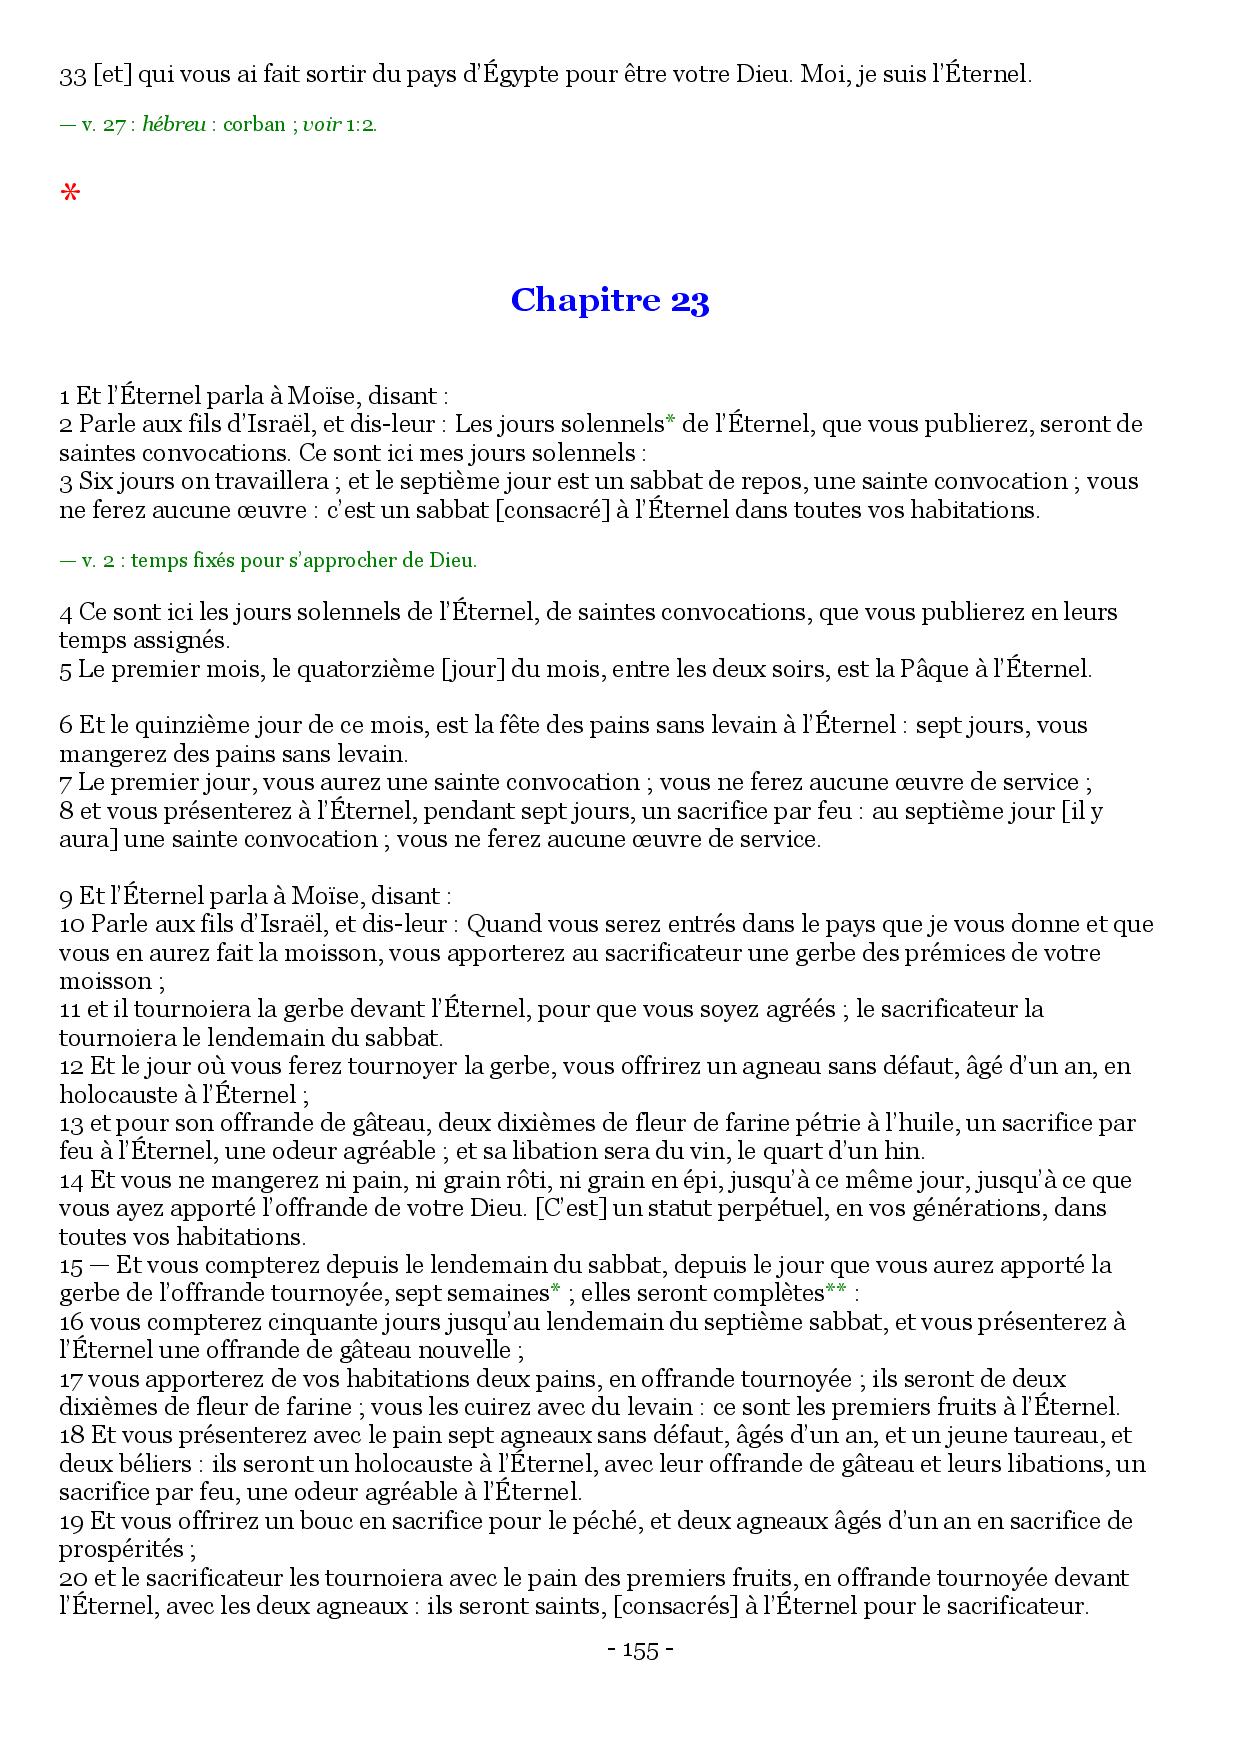 33 [et] qui vous ai fait sortir du pays d’Égypte pour être votre Dieu. Moi, je suis l’Éternel.
— v. 27 : hébreu : corban ; voir 1:2.
*
Chapitre 23
1 Et l’Éternel parla à Moïse, disant :
2 Parle aux fils d’Israël, et dis-leur : Les jours solennels* de l’Éternel, que vous publierez, seront de
saintes convocations. Ce sont ici mes jours solennels :
3 Six jours on travaillera ; et le septième jour est un sabbat de repos, une sainte convocation ; vous
ne ferez aucune œuvre : c’est un sabbat [consacré] à l’Éternel dans toutes vos habitations.
— v. 2 : temps fixés pour s’approcher de Dieu.
4 Ce sont ici les jours solennels de l’Éternel, de saintes convocations, que vous publierez en leurs
temps assignés.
5 Le premier mois, le quatorzième [jour] du mois, entre les deux soirs, est la Pâque à l’Éternel.
6 Et le quinzième jour de ce mois, est la fête des pains sans levain à l’Éternel : sept jours, vous
mangerez des pains sans levain.
7 Le premier jour, vous aurez une sainte convocation ; vous ne ferez aucune œuvre de service ;
8 et vous présenterez à l’Éternel, pendant sept jours, un sacrifice par feu : au septième jour [il y
aura] une sainte convocation ; vous ne ferez aucune œuvre de service.
9 Et l’Éternel parla à Moïse, disant :
10 Parle aux fils d’Israël, et dis-leur : Quand vous serez entrés dans le pays que je vous donne et que
vous en aurez fait la moisson, vous apporterez au sacrificateur une gerbe des prémices de votre
moisson ;
11 et il tournoiera la gerbe devant l’Éternel, pour que vous soyez agréés ; le sacrificateur la
tournoiera le lendemain du sabbat.
12 Et le jour où vous ferez tournoyer la gerbe, vous offrirez un agneau sans défaut, âgé d’un an, en
holocauste à l’Éternel ;
13 et pour son offrande de gâteau, deux dixièmes de fleur de farine pétrie à l’huile, un sacrifice par
feu à l’Éternel, une odeur agréable ; et sa libation sera du vin, le quart d’un hin.
14 Et vous ne mangerez ni pain, ni grain rôti, ni grain en épi, jusqu’à ce même jour, jusqu’à ce que
vous ayez apporté l’offrande de votre Dieu. [C’est] un statut perpétuel, en vos générations, dans
toutes vos habitations.
15 — Et vous compterez depuis le lendemain du sabbat, depuis le jour que vous aurez apporté la
gerbe de l’offrande tournoyée, sept semaines* ; elles seront complètes** :
16 vous compterez cinquante jours jusqu’au lendemain du septième sabbat, et vous présenterez à
l’Éternel une offrande de gâteau nouvelle ;
17 vous apporterez de vos habitations deux pains, en offrande tournoyée ; ils seront de deux
dixièmes de fleur de farine ; vous les cuirez avec du levain : ce sont les premiers fruits à l’Éternel.
18 Et vous présenterez avec le pain sept agneaux sans défaut, âgés d’un an, et un jeune taureau, et
deux béliers : ils seront un holocauste à l’Éternel, avec leur offrande de gâteau et leurs libations, un
sacrifice par feu, une odeur agréable à l’Éternel.
19 Et vous offrirez un bouc en sacrifice pour le péché, et deux agneaux âgés d’un an en sacrifice de
prospérités ;
20 et le sacrificateur les tournoiera avec le pain des premiers fruits, en offrande tournoyée devant
l’Éternel, avec les deux agneaux : ils seront saints, [consacrés] à l’Éternel pour le sacrificateur.
- 155 -